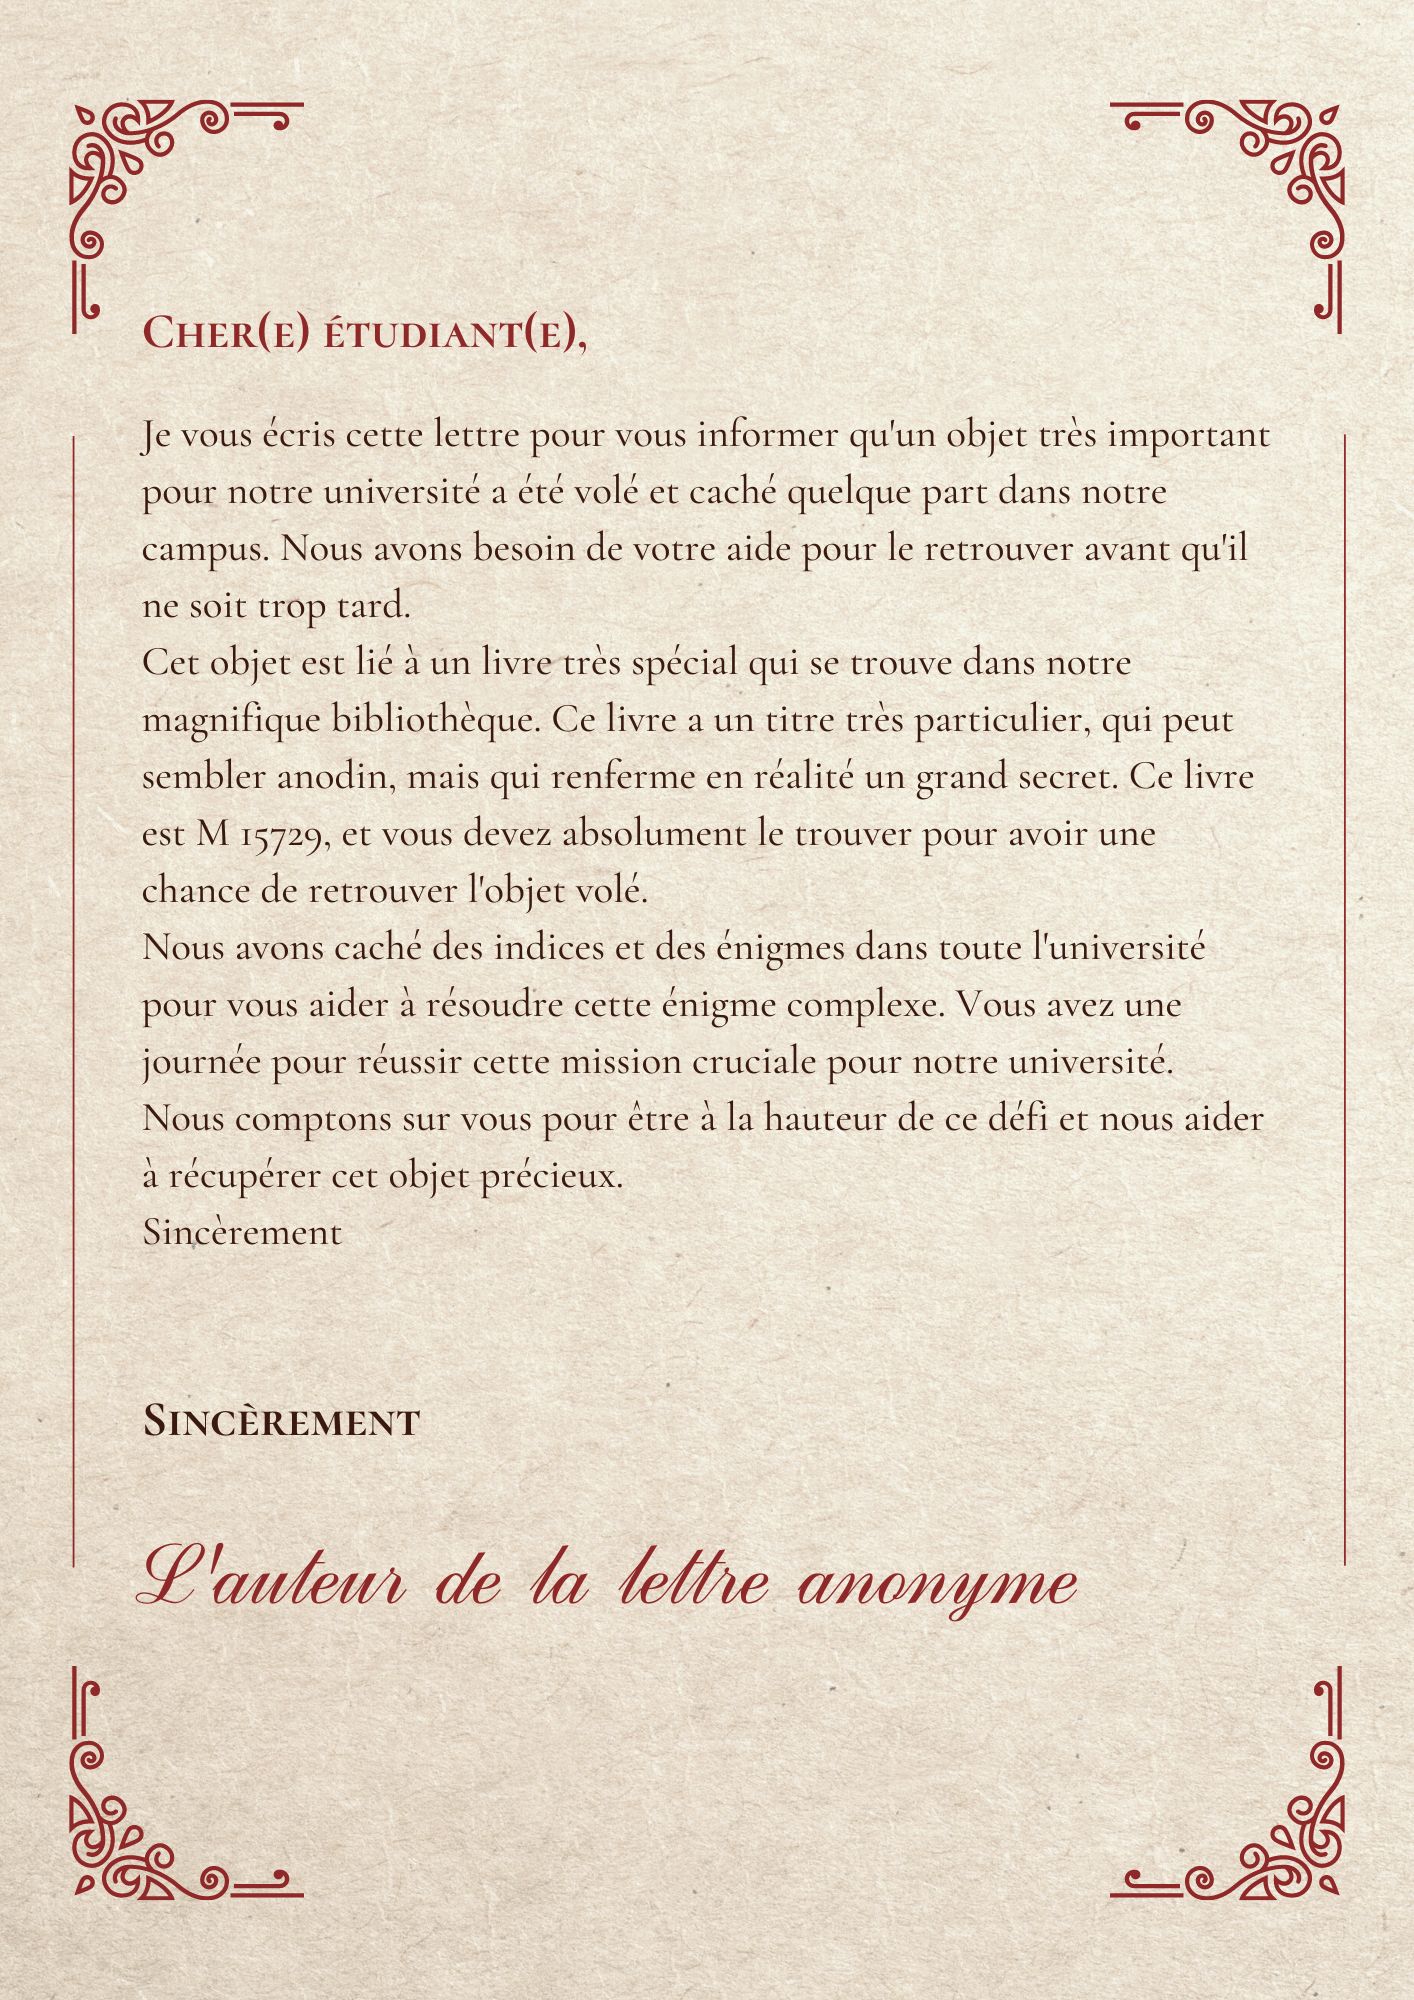 Cher(e) étudiant(e),
Je vous écris cette lettre pour vous informer qu'un objet très important
pour notre université a été volé et caché quelque part dans notre
campus. Nous avons besoin de votre aide pour le retrouver avant qu'il
ne soit trop tard.
Cet objet est lié à un livre très spécial qui se trouve dans notre
magnifique bibliothèque. Ce livre a un titre très particulier, qui peut
sembler anodin, mais qui renferme en réalité un grand secret. Ce livre
est M 15729, et vous devez absolument le trouver pour avoir une
chance de retrouver l'objet volé.
Nous avons caché des indices et des énigmes dans toute l'université
pour vous aider à résoudre cette énigme complexe. Vous avez une
journée pour réussir cette mission cruciale pour notre université.
Nous comptons sur vous pour être à la hauteur de ce défi et nous aider
à récupérer cet objet précieux.
Sincèrement
Sincèrement
L'auteur de la lettre anonyme